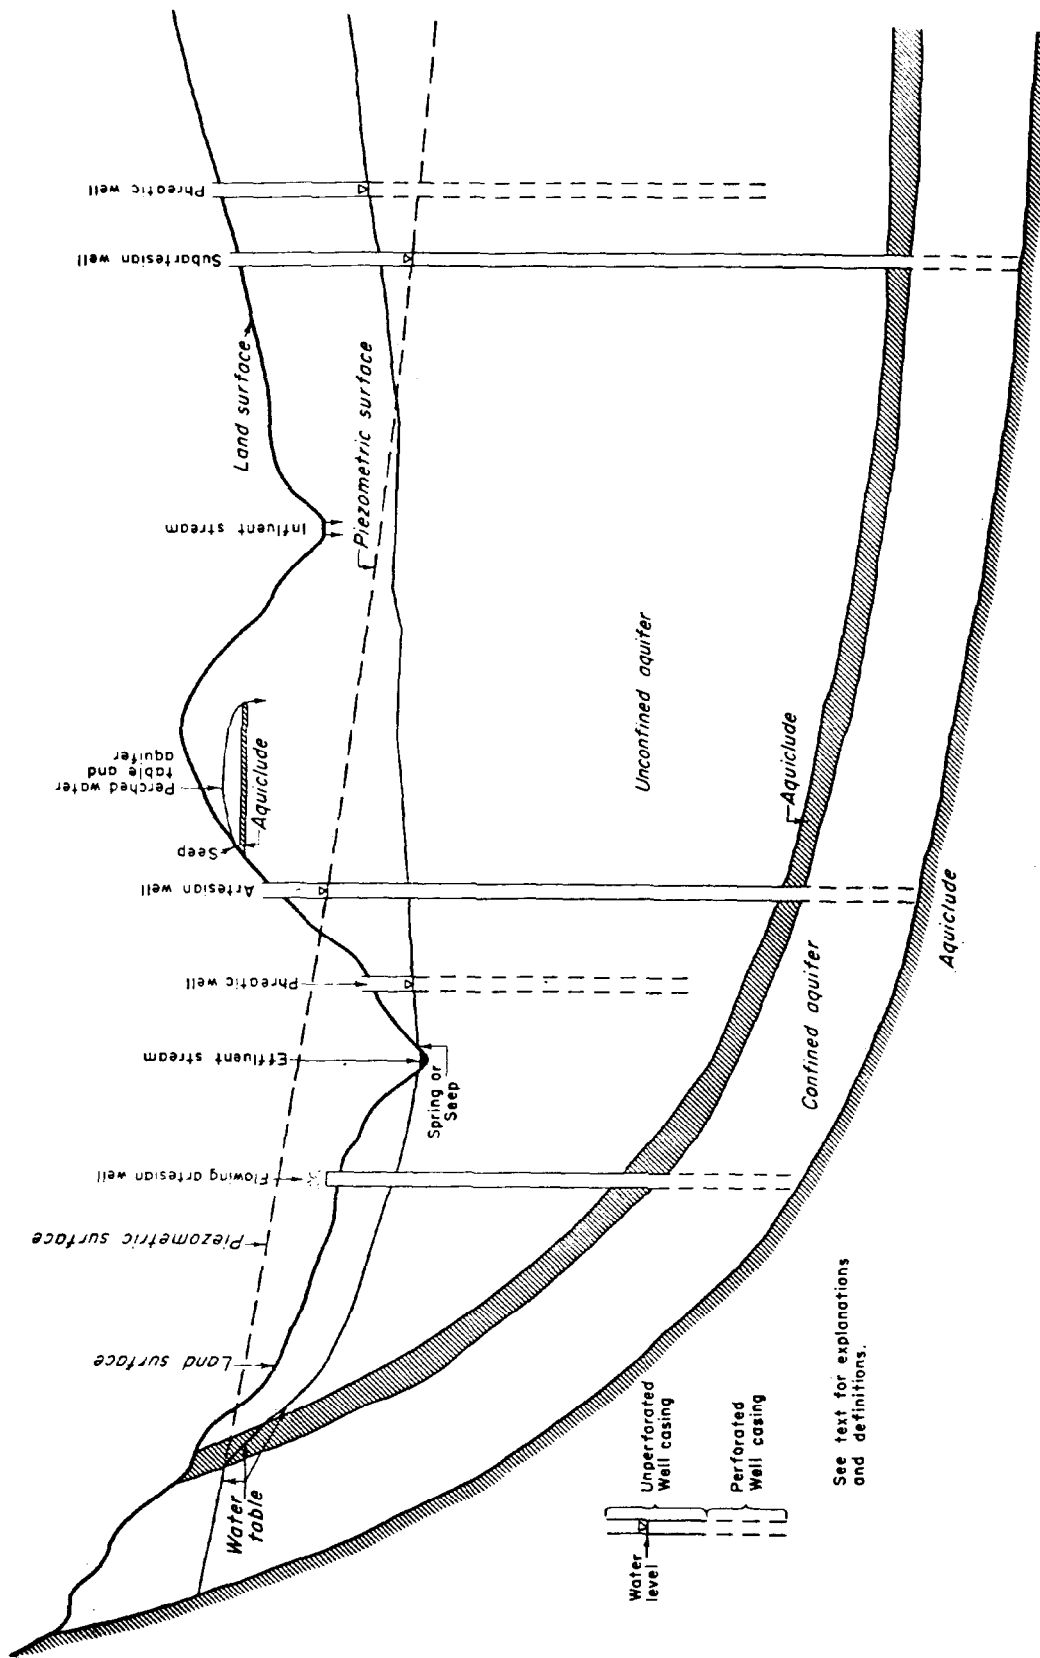 Phreatic well
Subartesian well
Land surface
Influent stream
Piezometric surface
Perched water
table and
aquifer
Seep
Aquiclude
Artesian well
Unconfined aquifer
Aquiclude
Phreatic well
Effluent stream
Spring or
Seep
Confined aquifer
Aquiclude
Flowing artesian well
Piezometric surface
Land surface
Water
table
Unperforated
Well casing
Perforated
Well casing
Water
level
See text for explanations
and definitions.